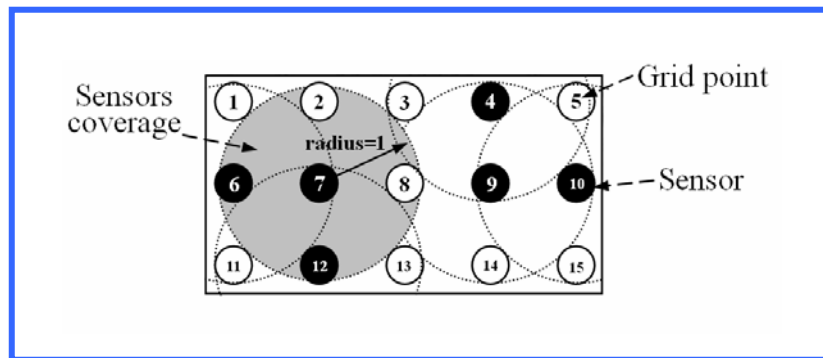 Sensors
coverage
1 2 3 4 5
Grid point
radius=1
6 7 8 9 10
Sensor
11 12 13 14 15